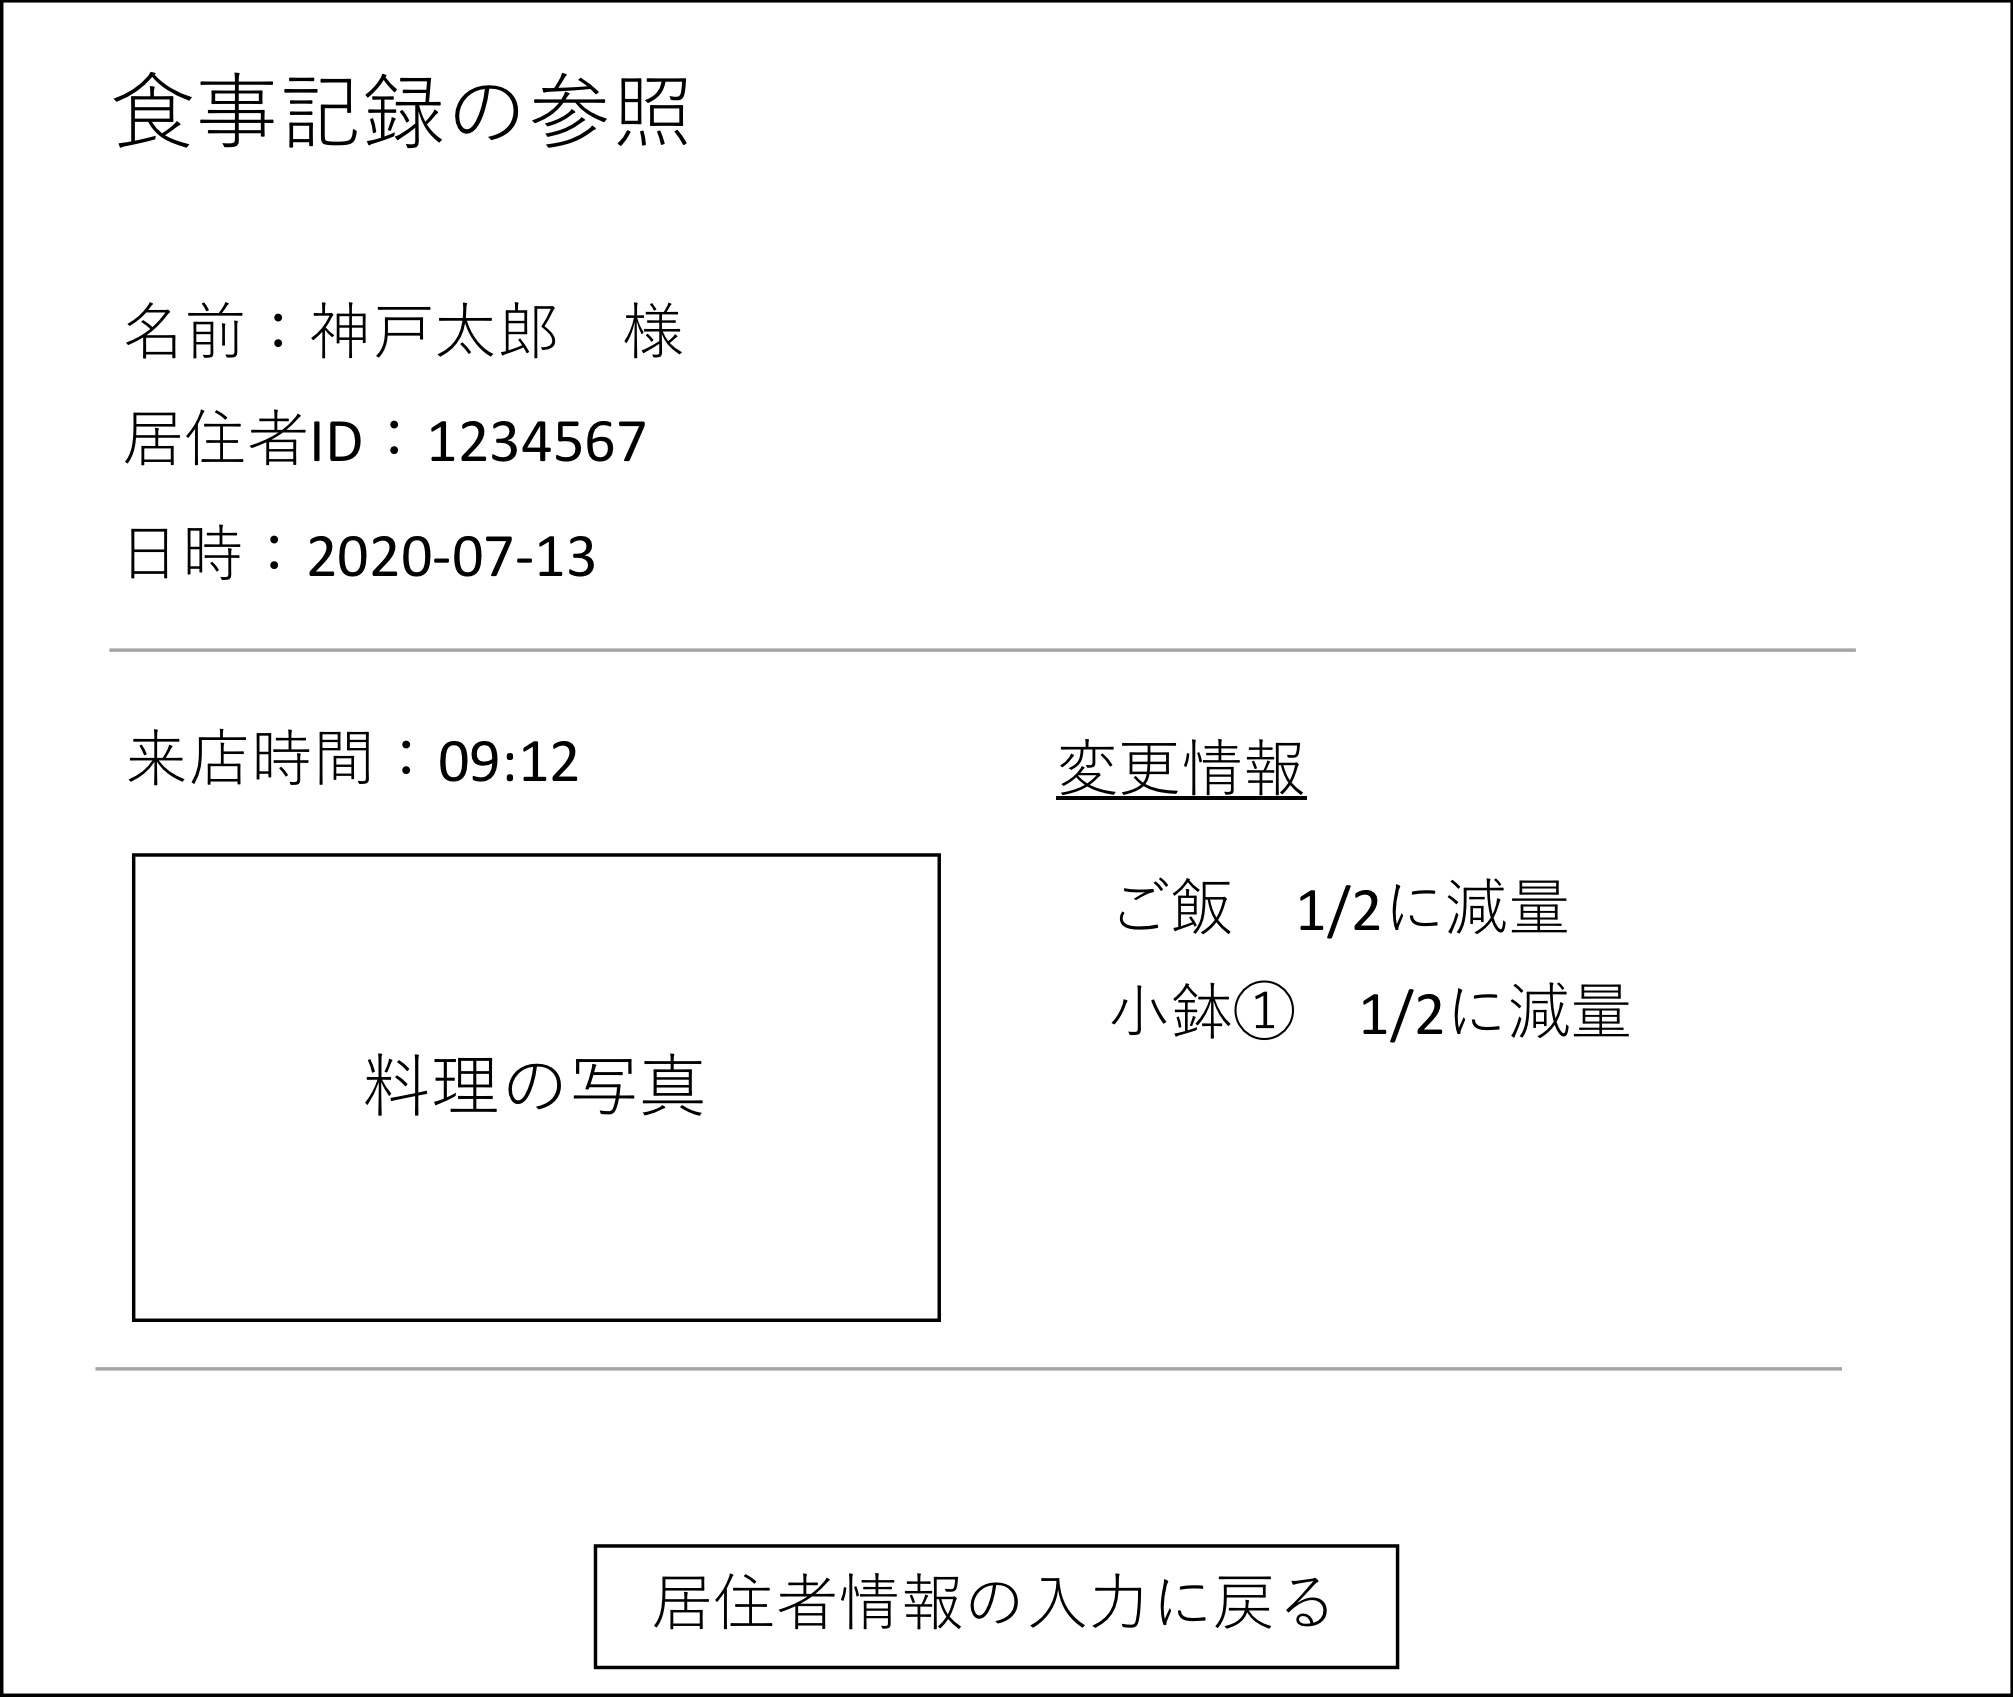 食事記録の参照
名前：神戸太郎　様
居住者ID：1234567
日時：2020-07-13
来店時間：09:12
料理の写真
変更情報
ご飯　1/2に減量
小鉢①　1/2に減量
居住者情報の入力に戻る